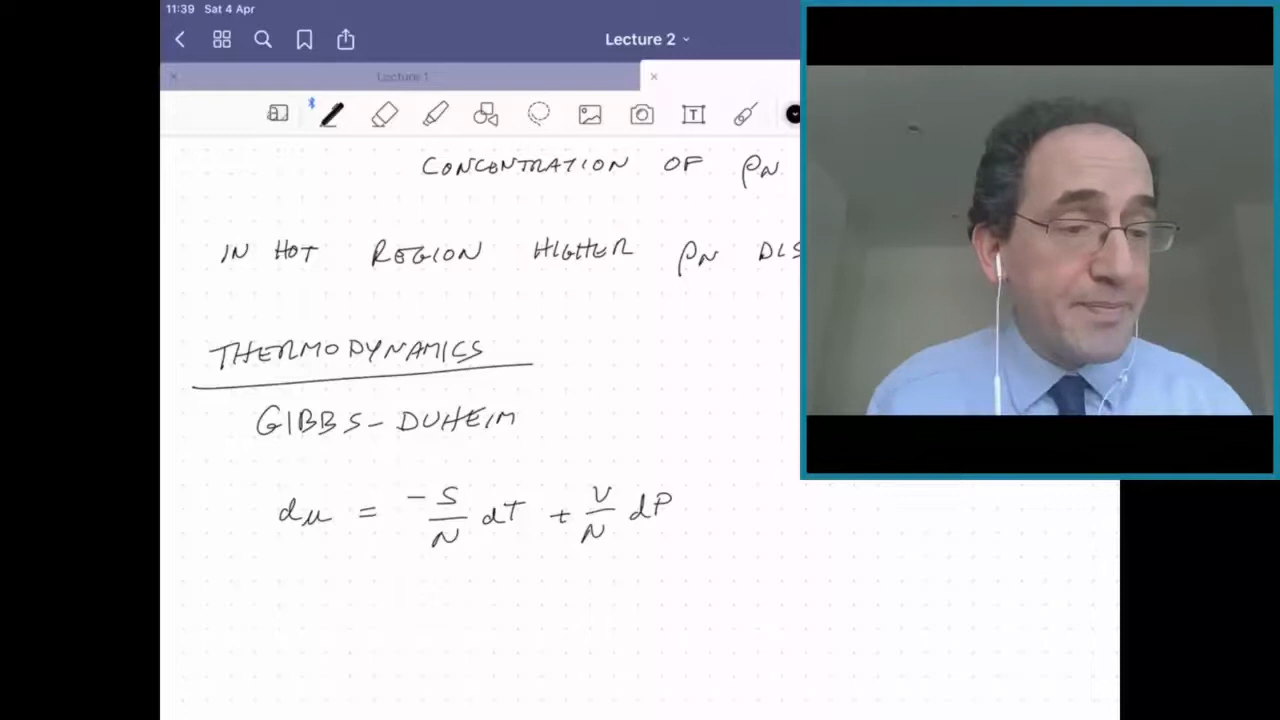 11:39 Sat 4 Apr
Lecture 2
Lecture 1
CONCENTRATION OF ρN
IN HOT REGION HIGHER ρN DIS
THERMODYNAMICS
GIBBS-DUHEIM
dμ = -S/N dT + V/N dP